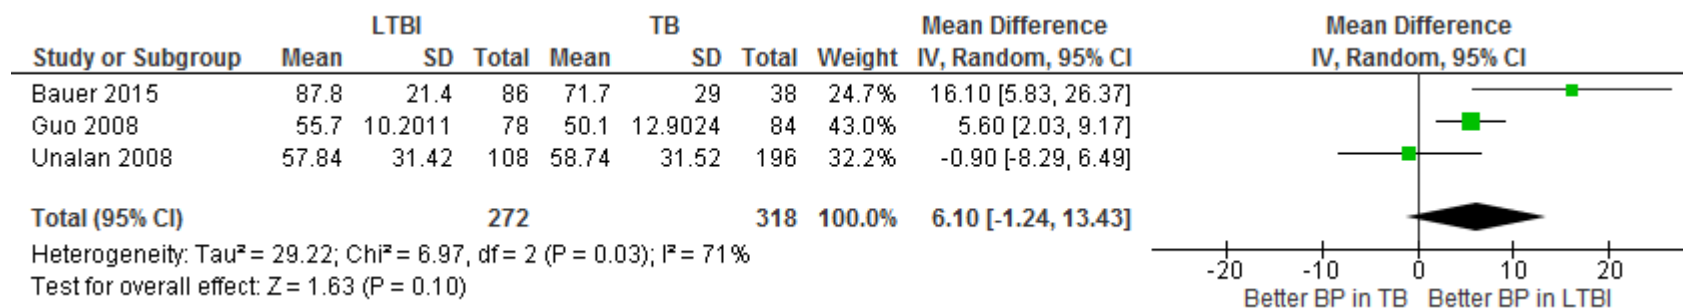 LTBI TB Mean Difference Mean Difference
Study or Subgroup Mean SD Total Mean SD Total Weight IV, Random, 95% CI IV, Random, 95% CI
Bauer 2015 87.8 21.4 86 71.7 29 38 24.7% 16.10 [5.83, 26.37]
Guo 2008 55.7 10.2011 78 50.1 12.9024 84 43.0% 5.60 [2.03, 9.17]
Unalan 2008 57.84 31.42 108 58.74 31.52 196 32.2% -0.90 [-8.29, 6.49]
Total (95% CI) 272 318 100.0% 6.10 [-1.24, 13.43]
Heterogeneity: Tau² = 29.22; Chi² = 6.97, df = 2 (P = 0.03); I² = 71%
Test for overall effect: Z = 1.63 (P = 0.10)
-20 -10 0 10 20
Better BP in TB Better BP in LTBI